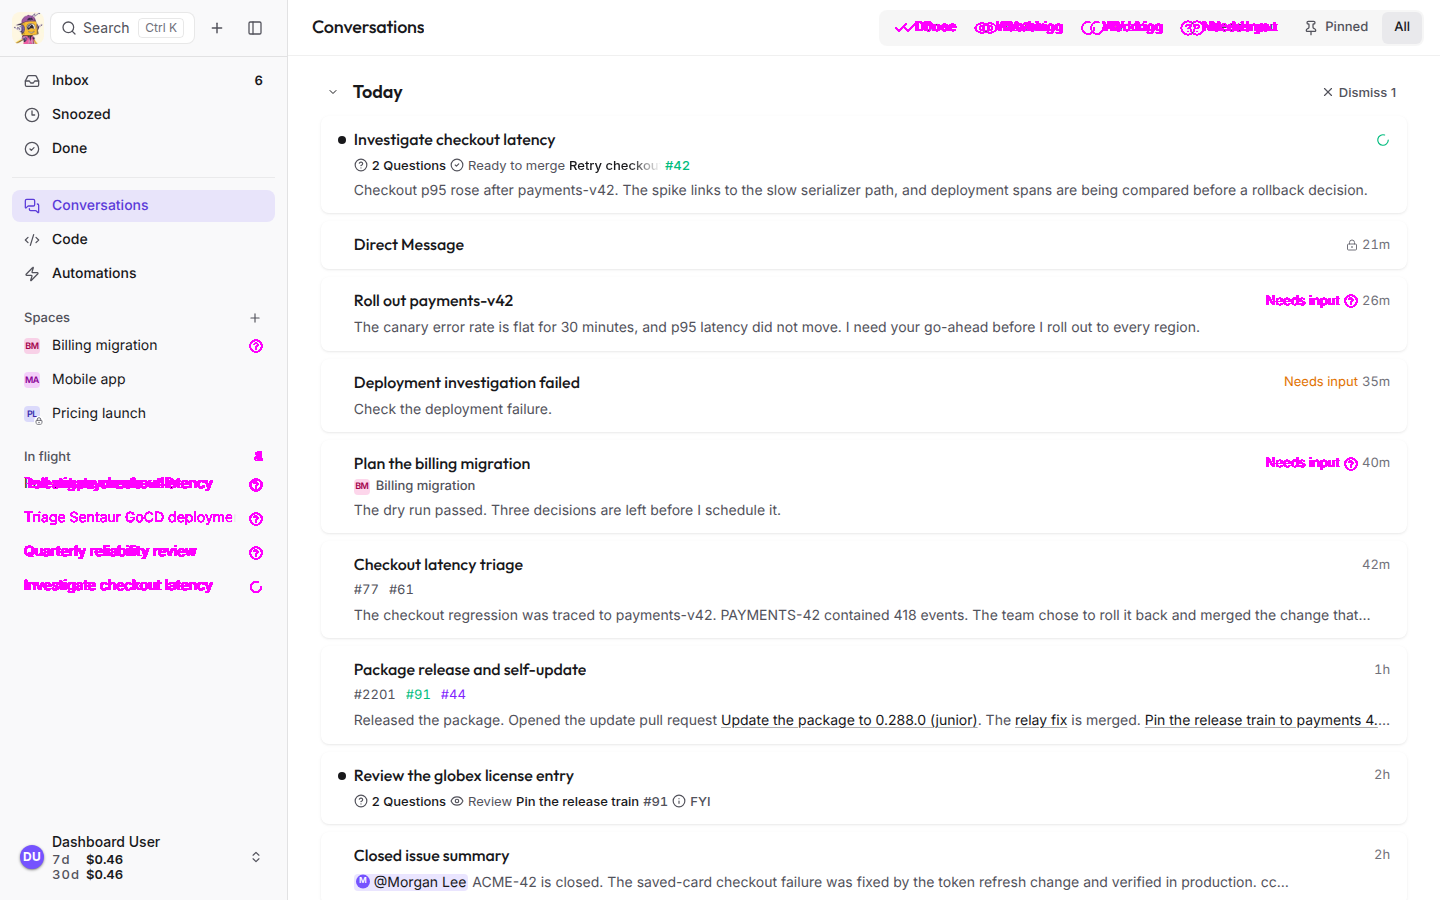 Search Ctrl K
Inbox 6
Snoozed
Done
Conversations
Code
Automations
Spaces
BM Billing migration
MA Mobile app
PL Pricing launch
In flight
Triage Sentaur GoCD deployme
Quarterly reliability review
Investigate checkout latency
DU Dashboard User
7d $0.46
30d $0.46
Conversations
Pinned All
Today Dismiss 1
Investigate checkout latency
2 Questions Ready to merge Retry checkou #42
Checkout p95 rose after payments-v42. The spike links to the slow serializer path, and deployment spans are being compared before a rollback decision.
Direct Message 21m
Roll out payments-v42 Needs input 26m
The canary error rate is flat for 30 minutes, and p95 latency did not move. I need your go-ahead before I roll out to every region.
Deployment investigation failed Needs input 35m
Check the deployment failure.
Plan the billing migration Needs input 40m
BM Billing migration
The dry run passed. Three decisions are left before I schedule it.
Checkout latency triage 42m
#77 #61
The checkout regression was traced to payments-v42. PAYMENTS-42 contained 418 events. The team chose to roll it back and merged the change that...
Package release and self-update 1h
#2201 #91 #44
Released the package. Opened the update pull request Update the package to 0.288.0 (junior). The relay fix is merged. Pin the release train to payments 4....
Review the globex license entry 2h
2 Questions Review Pin the release train #91 FYI
Closed issue summary 2h
M @Morgan Lee ACME-42 is closed. The saved-card checkout failure was fixed by the token refresh change and verified in production. cc...